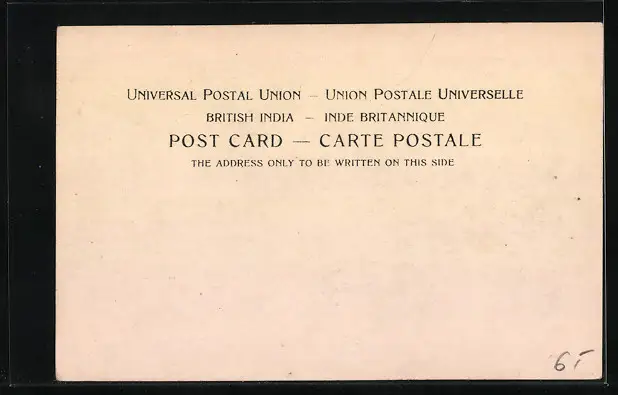 Universal Postal Union — Union Postale Universelle
BRITISH INDIA — INDE BRITANNIQUE
POST CARD — CARTE POSTALE
THE ADDRESS ONLY TO BE WRITTEN ON THIS SIDE